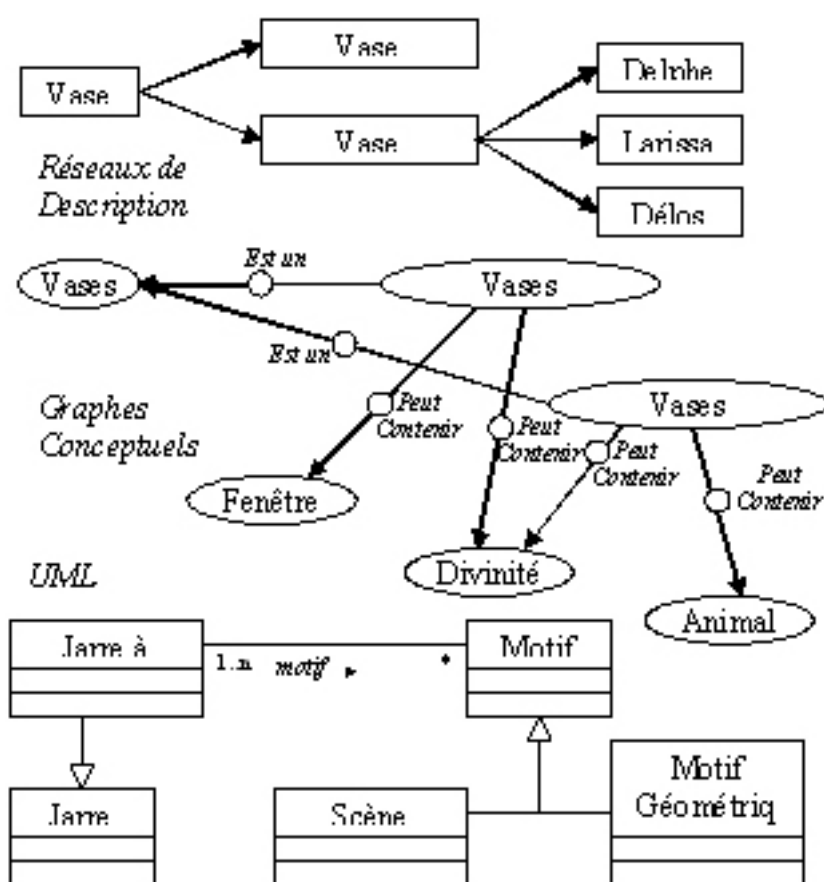 Vase
Vase
Vase
Delphe
Larissa
Délos
Réseaux de
Description
Est un
Vases
Vases
Est un
Vases
Graphes
Conceptuels
Peut
Contenir
Peut
Contenir
Peut
Contenir
Peut
Contenir
Fenêtre
Divinité
Animal
UML
Jarre à
1..n
motif
*
Motif
Jarre
Scène
Motif
Géométriq